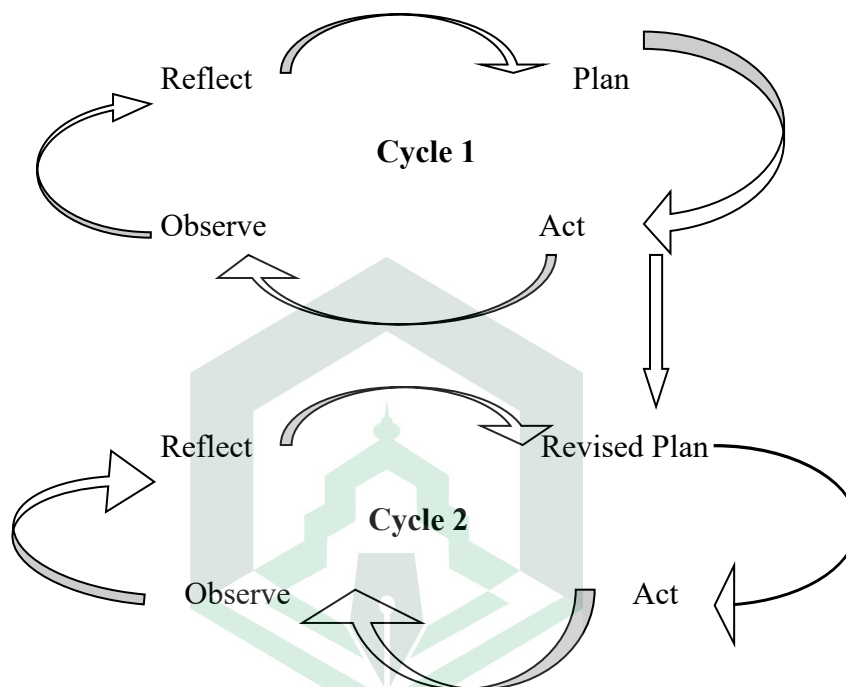 Reflect Plan
Cycle 1
Observe Act
Reflect Revised Plan
Cycle 2
Observe Act